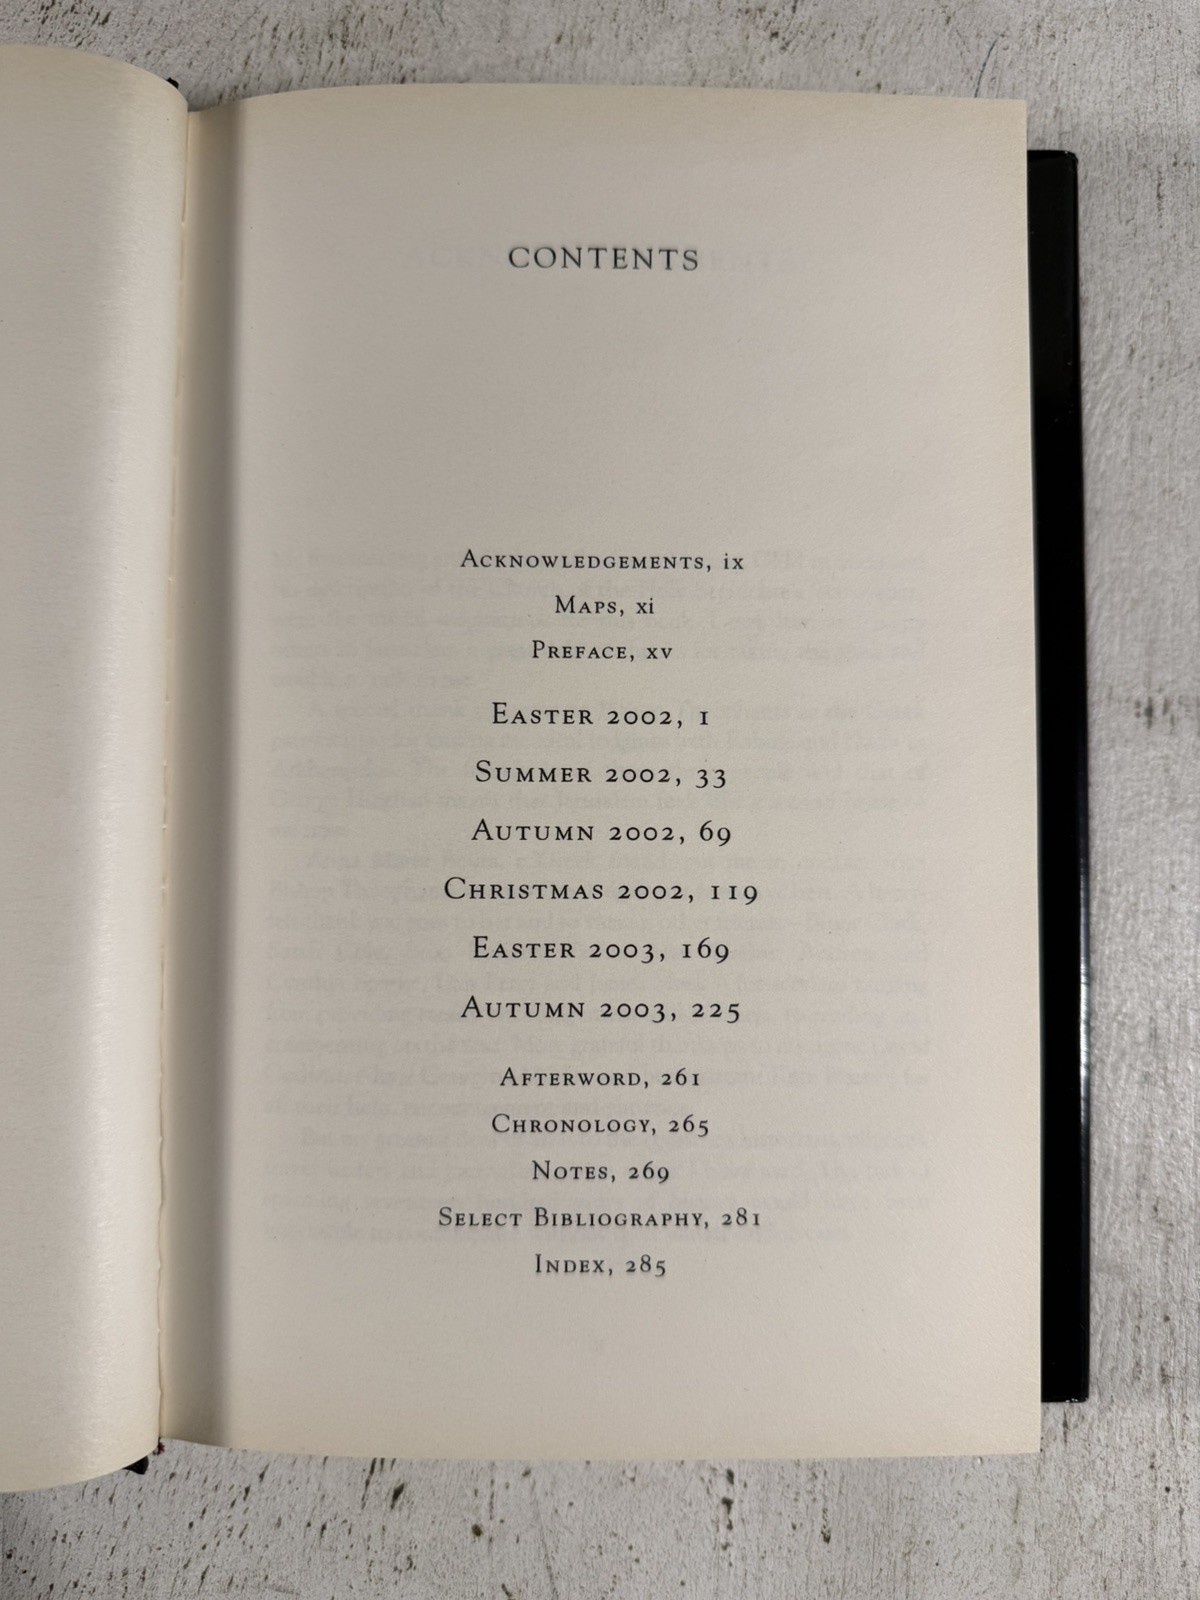 CONTENTS
Acknowledgements, ix
Maps, xi
Preface, xv
Easter 2002, 1
Summer 2002, 33
Autumn 2002, 69
Christmas 2002, 119
Easter 2003, 169
Autumn 2003, 225
Afterword, 261
Chronology, 265
Notes, 269
Select Bibliography, 281
Index, 285